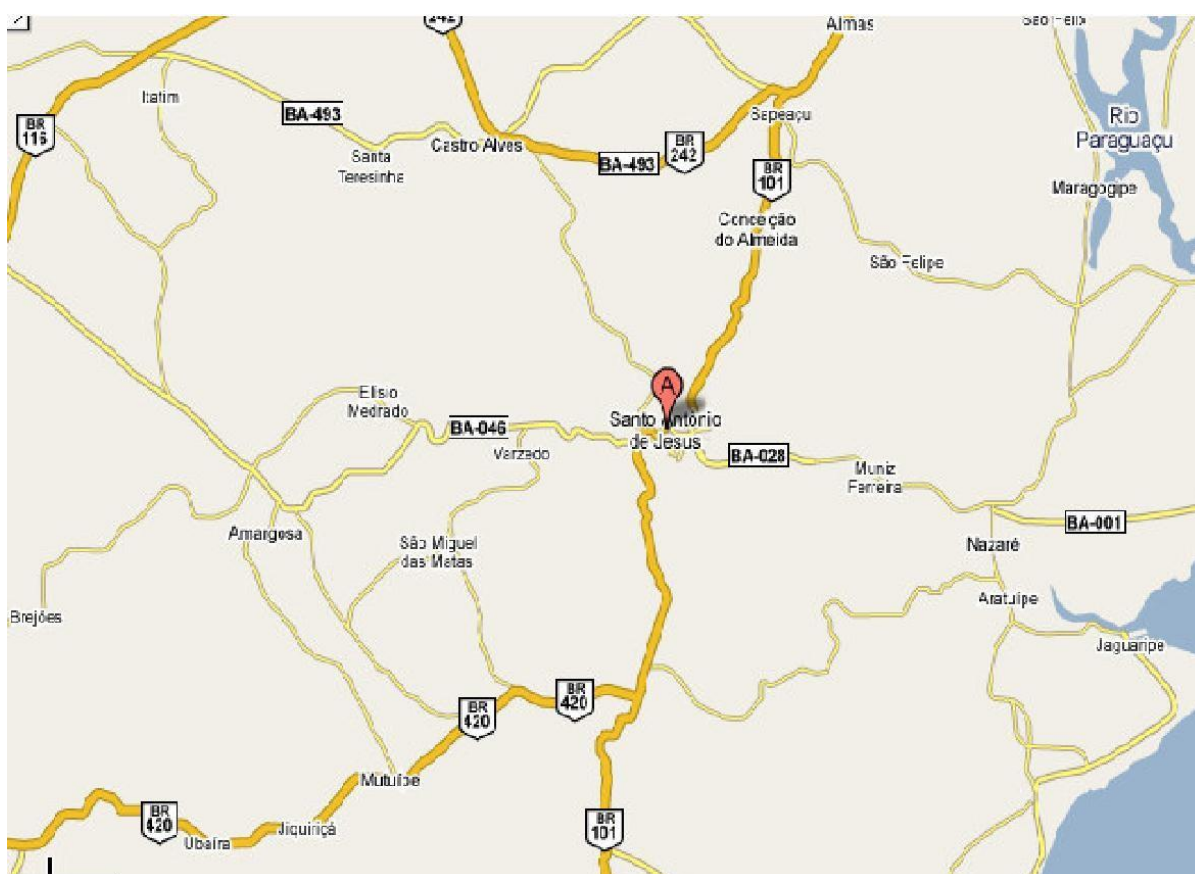 242
Almas
São Félix
Itatim
BA-493
BR
116
Santa
Teresinha
Castro Alves
BA-493
BR
242
Sapeaçu
BR
101
Rio
Paraguaçu
Maragogipe
Conceição
do Almeida
São Felipe
A
Elísio
Medrado
BA-046
Varzedo
Santo Antônio
de Jesus
BA-028
Muniz
Ferreira
BA-001
Nazaré
Amargosa
São Miguel
das Matas
Brejões
Aratuípe
Jaguaripe
BR
420
BR
420
Mutuípe
BR
420
Ubaíra
Jiquiriçá
BR
101